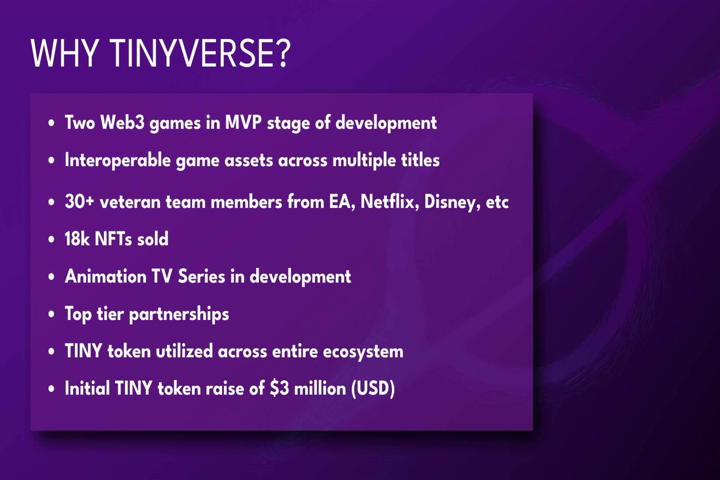 WHY TINYVERSE?
• Two Web3 games in MVP stage of development
• Interoperable game assets across multiple titles
• 30+ veteran team members from EA, Netflix, Disney, etc
• 18k NFTs sold
• Animation TV Series in development
• Top tier partnerships
• TINY token utilized across entire ecosystem
• Initial TINY token raise of $3 million (USD)